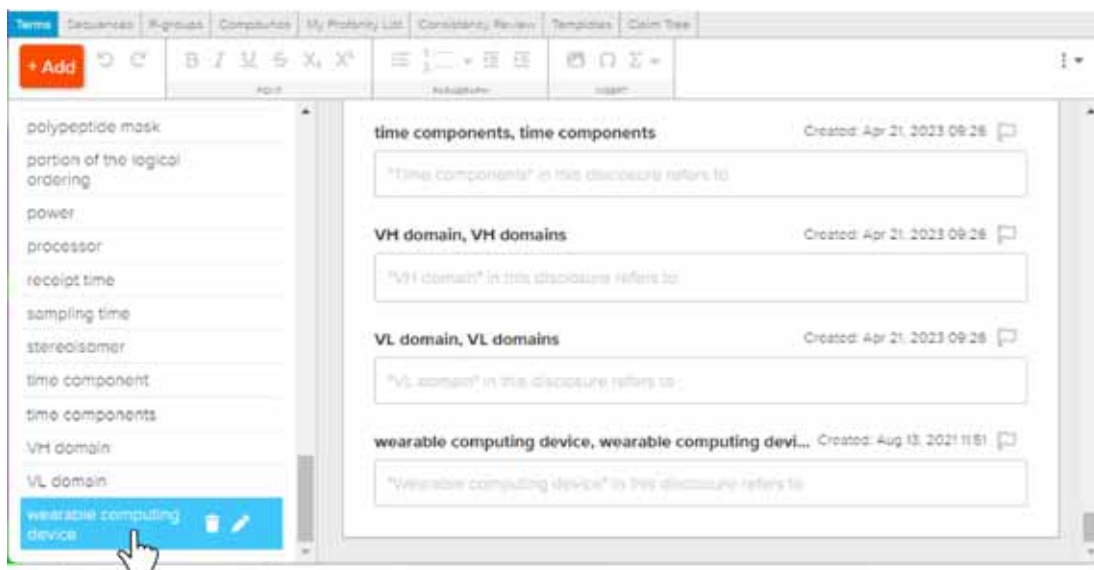 Terms Sequences R-groups Compounds My Profanity List Consistency Review Templates Claim Tree
+ Add B I U S X₁ X² Ω Σ
FONT PARAGRAPH INSERT
polypeptide mask
portion of the logical
ordering
power
processor
receipt time
sampling time
stereoisomer
time component
time components
VH domain
VL domain
wearable computing
device
time components, time components Created: Apr 21, 2023 09:26
"Time components" in this disclosure refers to
VH domain, VH domains Created: Apr 21, 2023 09:26
"VH domain" in this disclosure refers to
VL domain, VL domains Created: Apr 21, 2023 09:26
"VL domain" in this disclosure refers to
wearable computing device, wearable computing devi... Created: Aug 13, 2021 11:51
"Wearable computing device" in this disclosure refers to